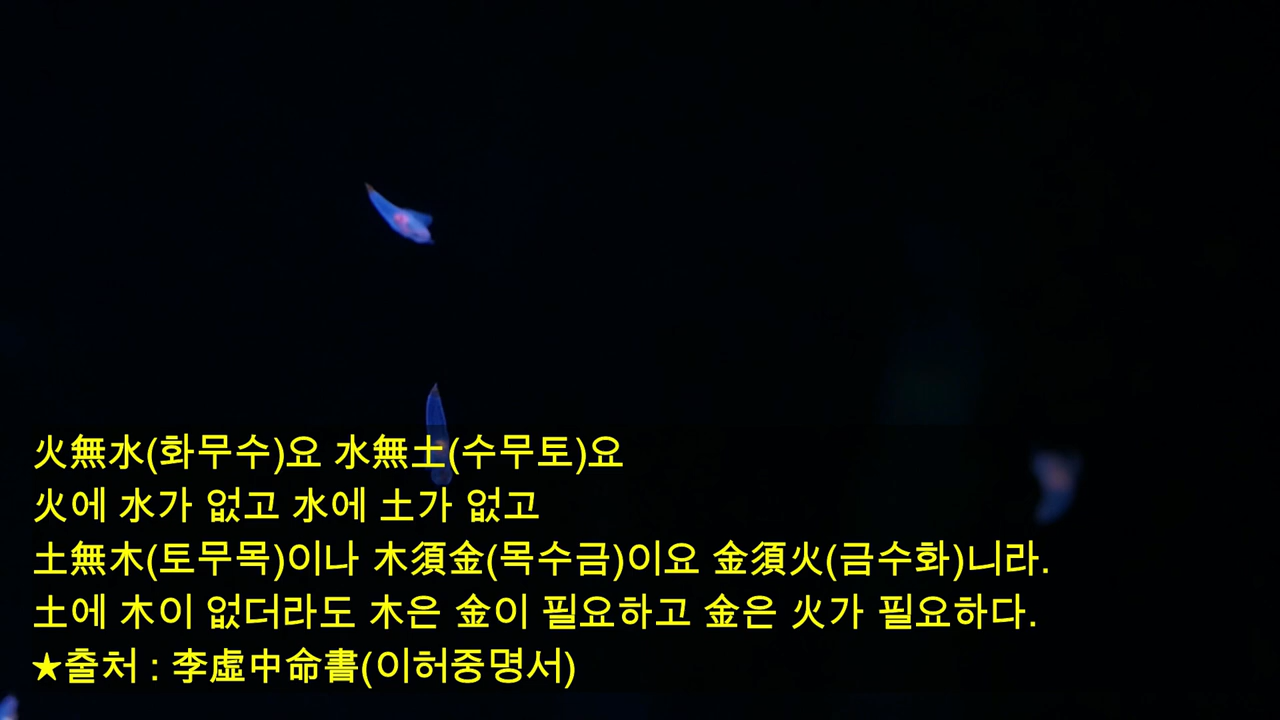 火無水(화무수)요 水無土(수무토)요
火에 水가 없고 水에 土가 없고
土無木(토무목)이나 木須金(목수금)이요 金須火(금수화)니라.
土에 木이 없더라도 木은 金이 필요하고 金은 火가 필요하다.
★출처 : 李虛中命書(이허중명서)